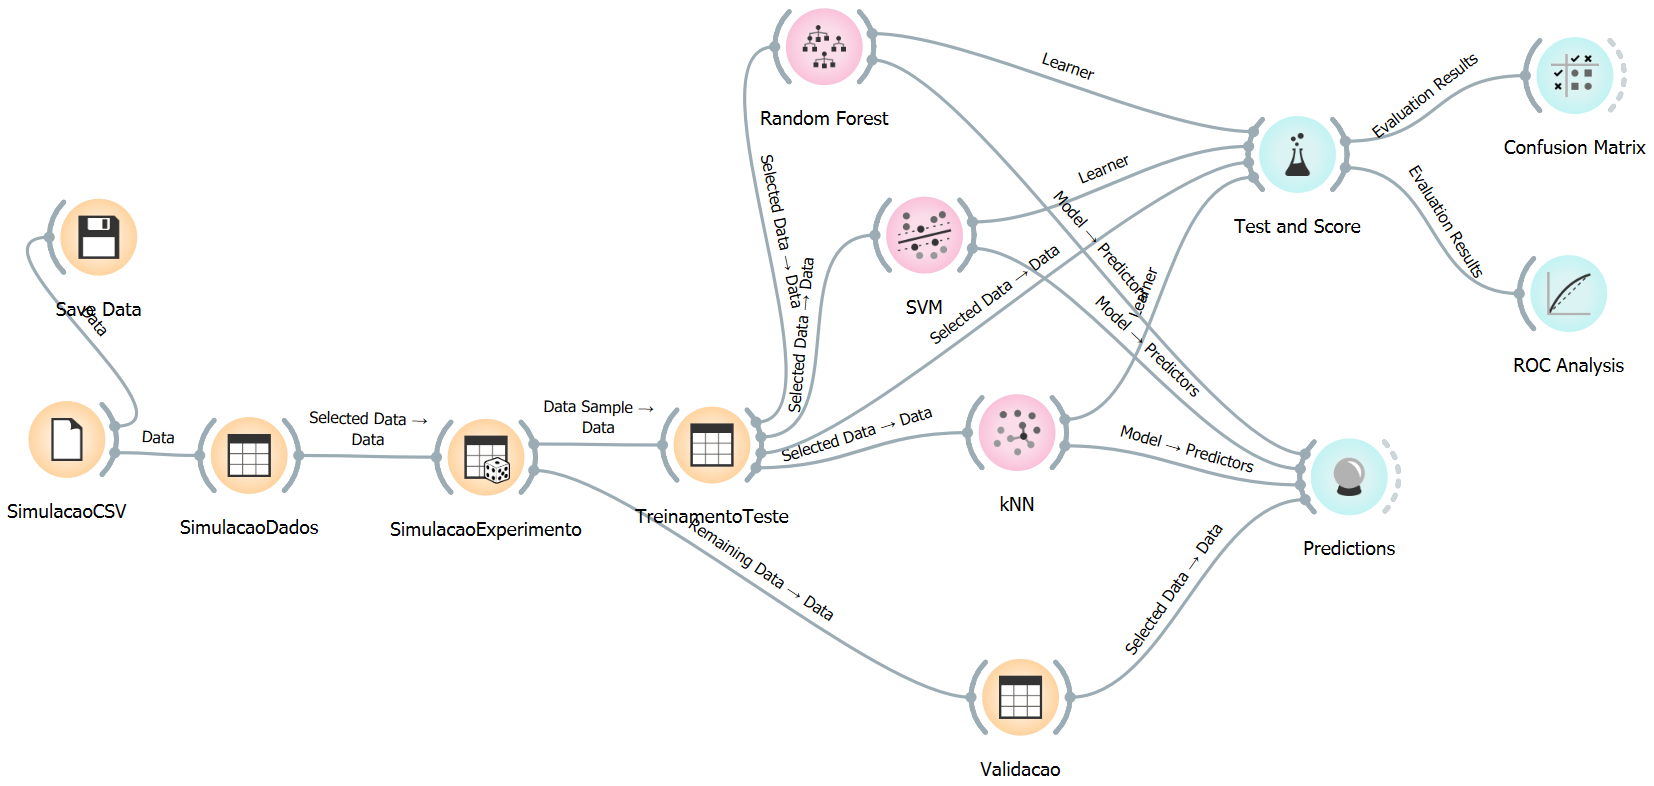 Random Forest
Learner
Evaluation Results
Confusion Matrix
Selected Data → Data
Learner
Model → Predictors
Test and Score
Evaluation Results
Save Data
Data
Selected Data → Data
SVM
Selected Data → Data
Learner
Model → Predictors
ROC Analysis
SimulacaoCSV
Data
SimulacaoDados
Selected Data →
Data
SimulacaoExperimento
Data Sample →
Data
TreinamentoTeste
Selected Data → Data
kNN
Model → Predictors
Predictions
Remaining Data → Data
Selected Data → Data
Validacao